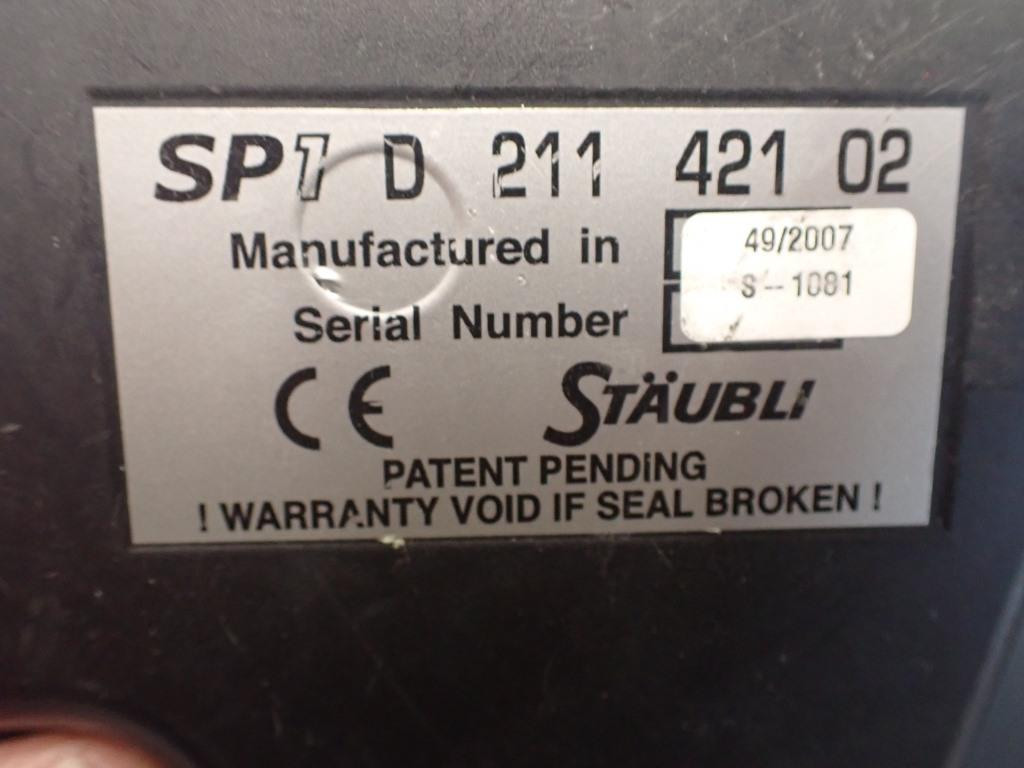 SP1 D 211 421 02
Manufactured in 49/2007
Serial Number S--1081
CE STÄUBLI
PATENT PENDING
! WARRANTY VOID IF SEAL BROKEN !